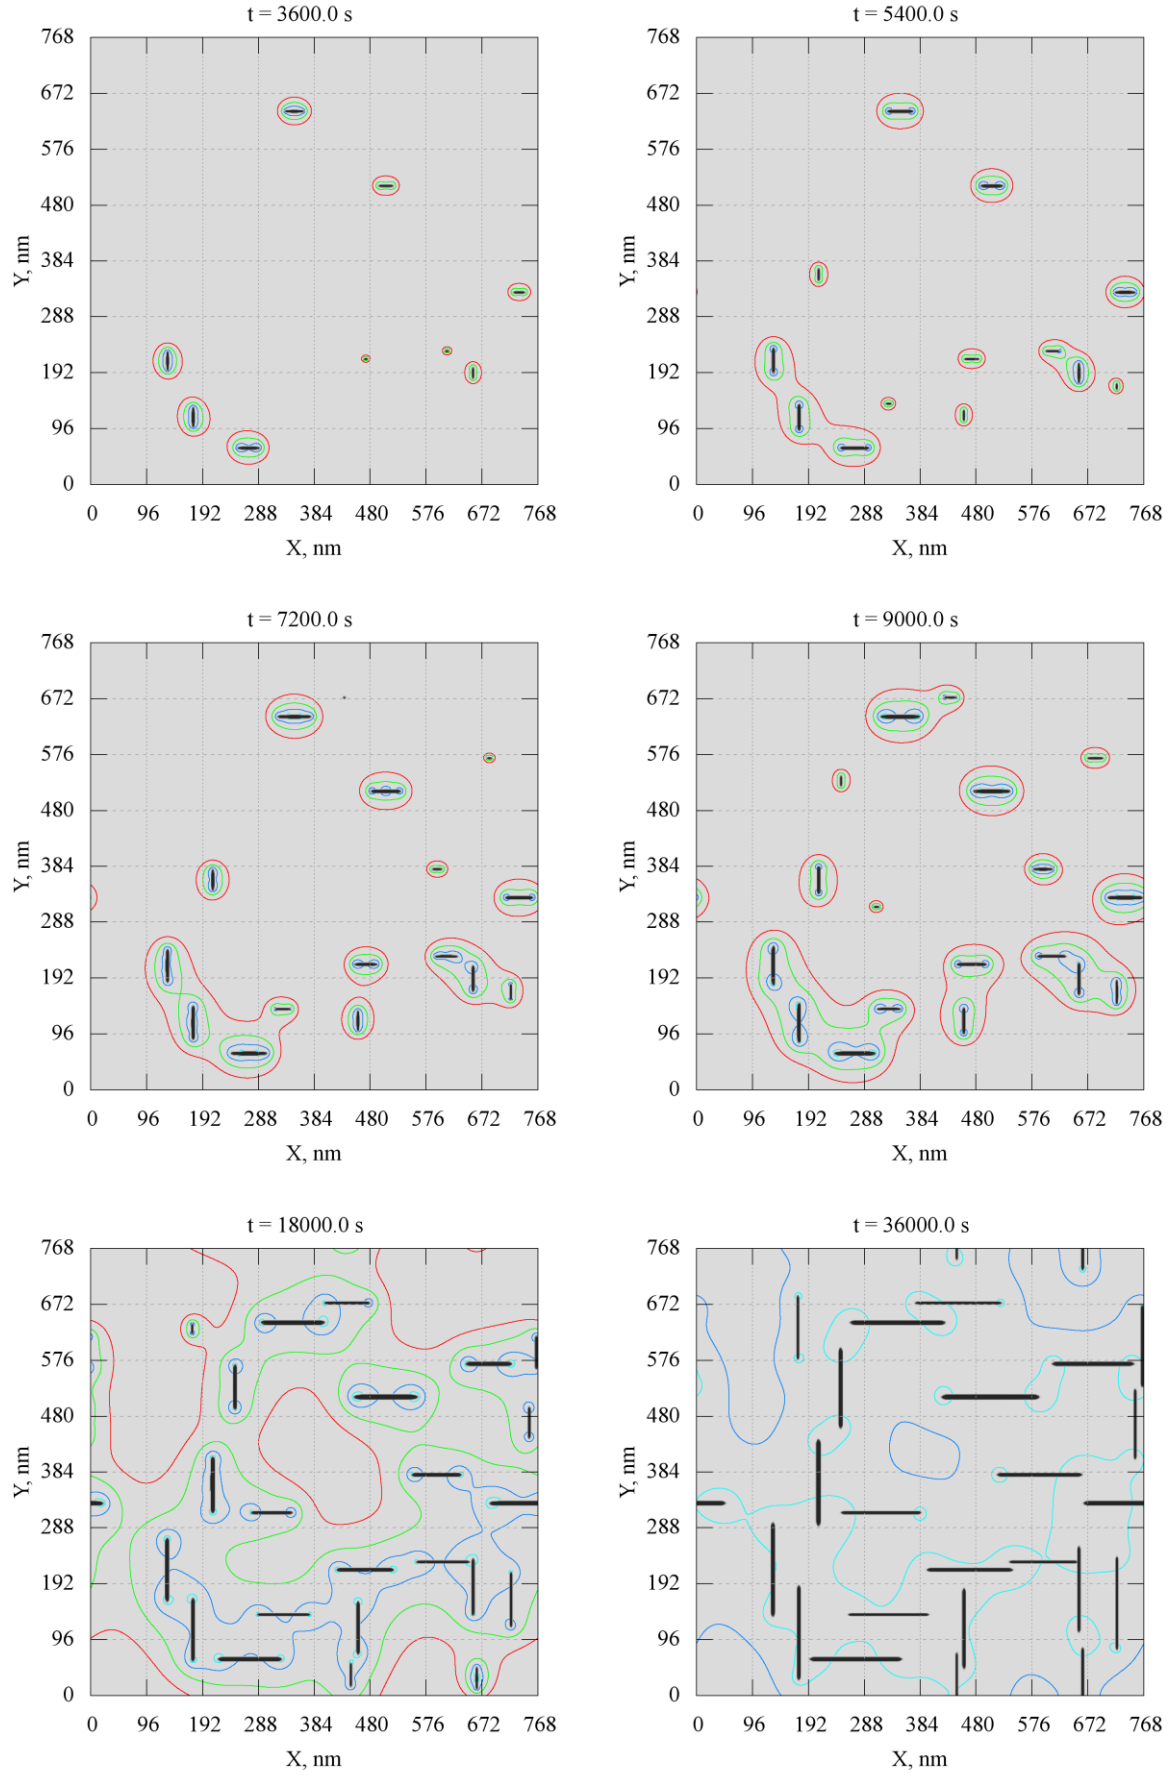 t = 3600.0 s
768
672
576
480
384
288
192
96
0
Y, nm
0 96 192 288 384 480 576 672 768
X, nm
t = 5400.0 s
768
672
576
480
384
288
192
96
0
Y, nm
0 96 192 288 384 480 576 672 768
X, nm
t = 7200.0 s
768
672
576
480
384
288
192
96
0
Y, nm
0 96 192 288 384 480 576 672 768
X, nm
t = 9000.0 s
768
672
576
480
384
288
192
96
0
Y, nm
0 96 192 288 384 480 576 672 768
X, nm
t = 18000.0 s
768
672
576
480
384
288
192
96
0
Y, nm
0 96 192 288 384 480 576 672 768
X, nm
t = 36000.0 s
768
672
576
480
384
288
192
96
0
Y, nm
0 96 192 288 384 480 576 672 768
X, nm